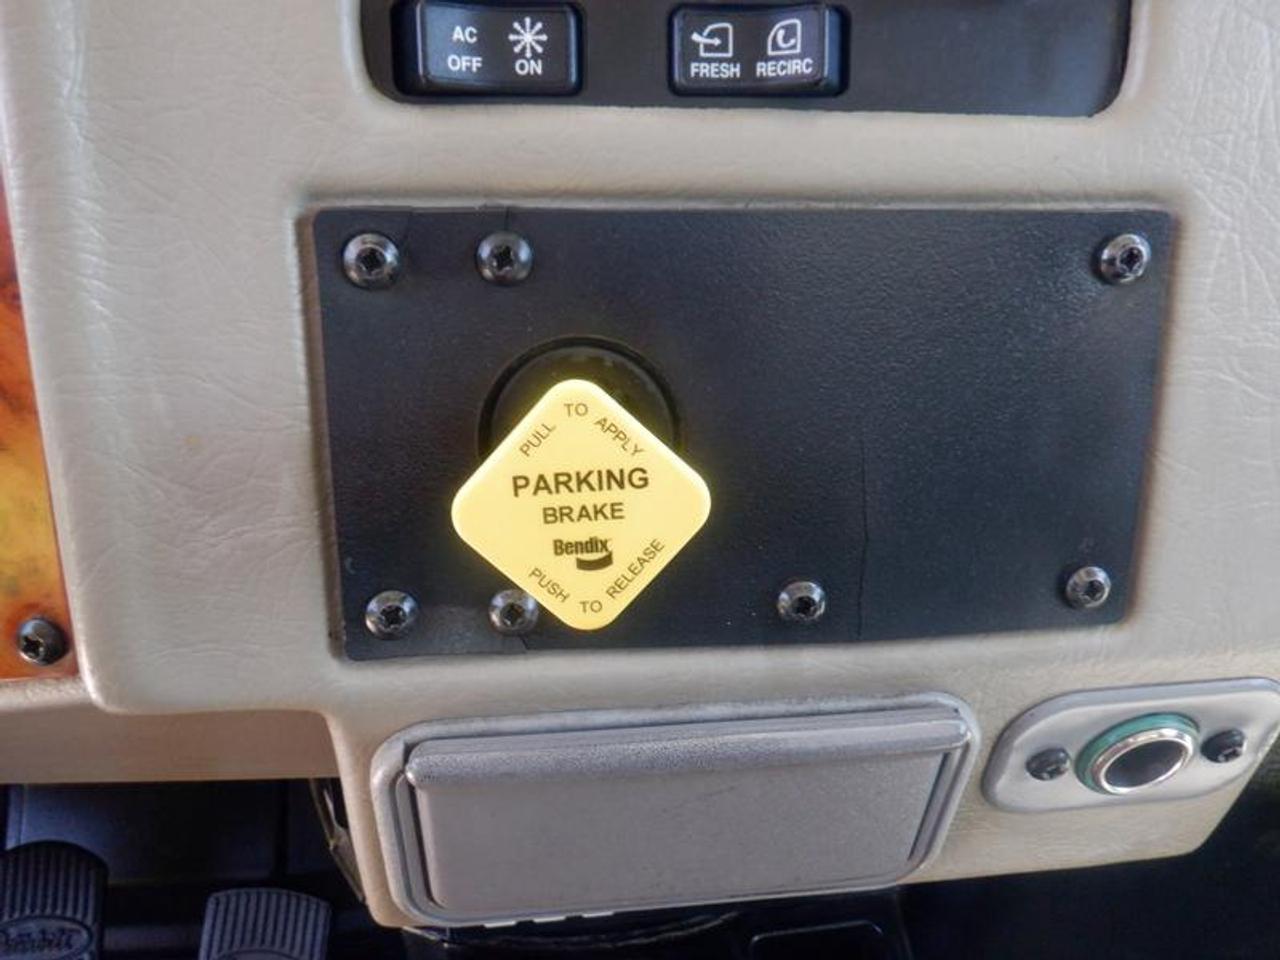 AC
OFF ON
FRESH RECIRC
PULL TO APPLY
PARKING
BRAKE
Bendix
PUSH TO RELEASE